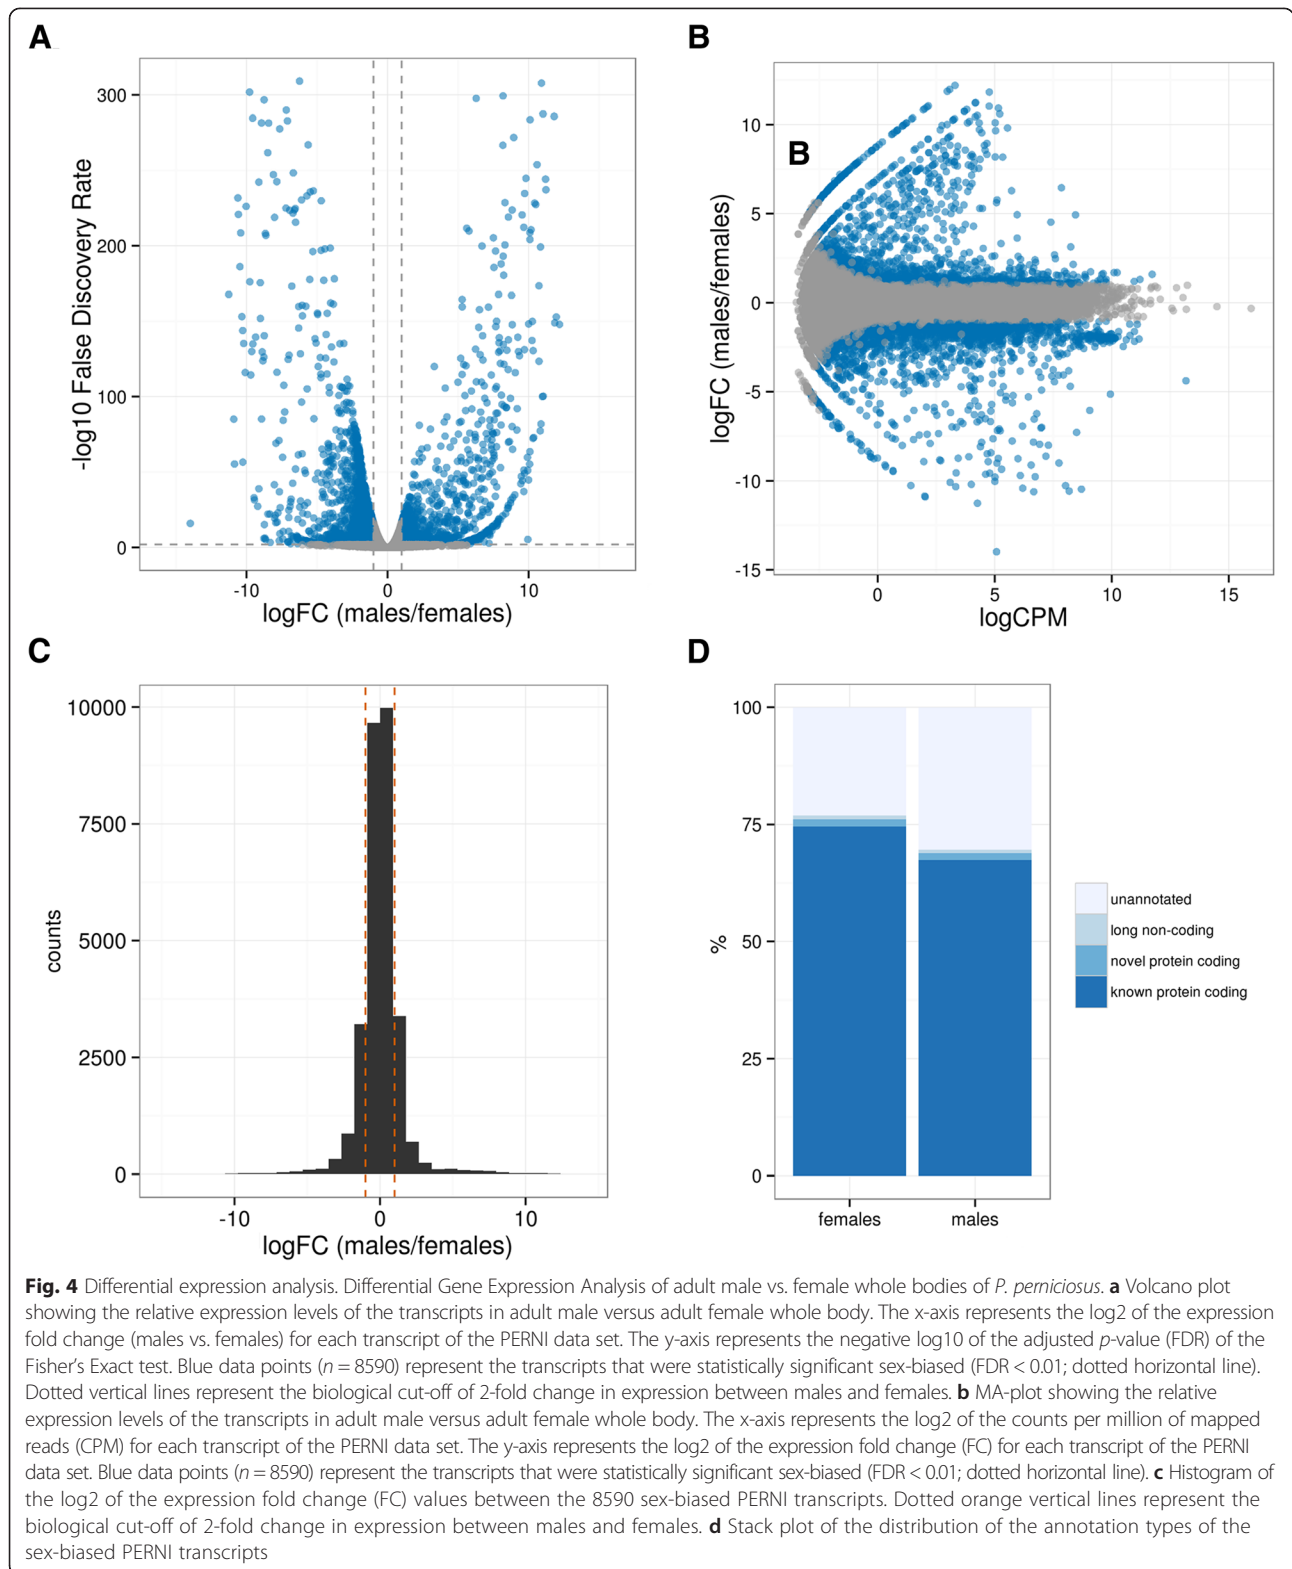 A
B
300
200
100
0
-log10 False Discovery Rate
-10
0
10
logFC (males/females)
B
10
5
0
-5
-10
-15
logFC (males/females)
0
5
10
15
logCPM
C
D
10000
7500
5000
2500
0
counts
-10
0
10
logFC (males/females)
100
75
50
25
0
%
females
males
unannotated
long non-coding
novel protein coding
known protein coding
Fig. 4 Differential expression analysis. Differential Gene Expression Analysis of adult male vs. female whole bodies of P. perniciosus. a Volcano plot
showing the relative expression levels of the transcripts in adult male versus adult female whole body. The x-axis represents the log2 of the expression
fold change (males vs. females) for each transcript of the PERNI data set. The y-axis represents the negative log10 of the adjusted p-value (FDR) of the
Fisher's Exact test. Blue data points (n = 8590) represent the transcripts that were statistically significant sex-biased (FDR < 0.01; dotted horizontal line).
Dotted vertical lines represent the biological cut-off of 2-fold change in expression between males and females. b MA-plot showing the relative
expression levels of the transcripts in adult male versus adult female whole body. The x-axis represents the log2 of the counts per million of mapped
reads (CPM) for each transcript of the PERNI data set. The y-axis represents the log2 of the expression fold change (FC) for each transcript of the PERNI
data set. Blue data points (n = 8590) represent the transcripts that were statistically significant sex-biased (FDR < 0.01; dotted horizontal line). c Histogram of
the log2 of the expression fold change (FC) values between the 8590 sex-biased PERNI transcripts. Dotted orange vertical lines represent the
biological cut-off of 2-fold change in expression between males and females. d Stack plot of the distribution of the annotation types of the
sex-biased PERNI transcripts